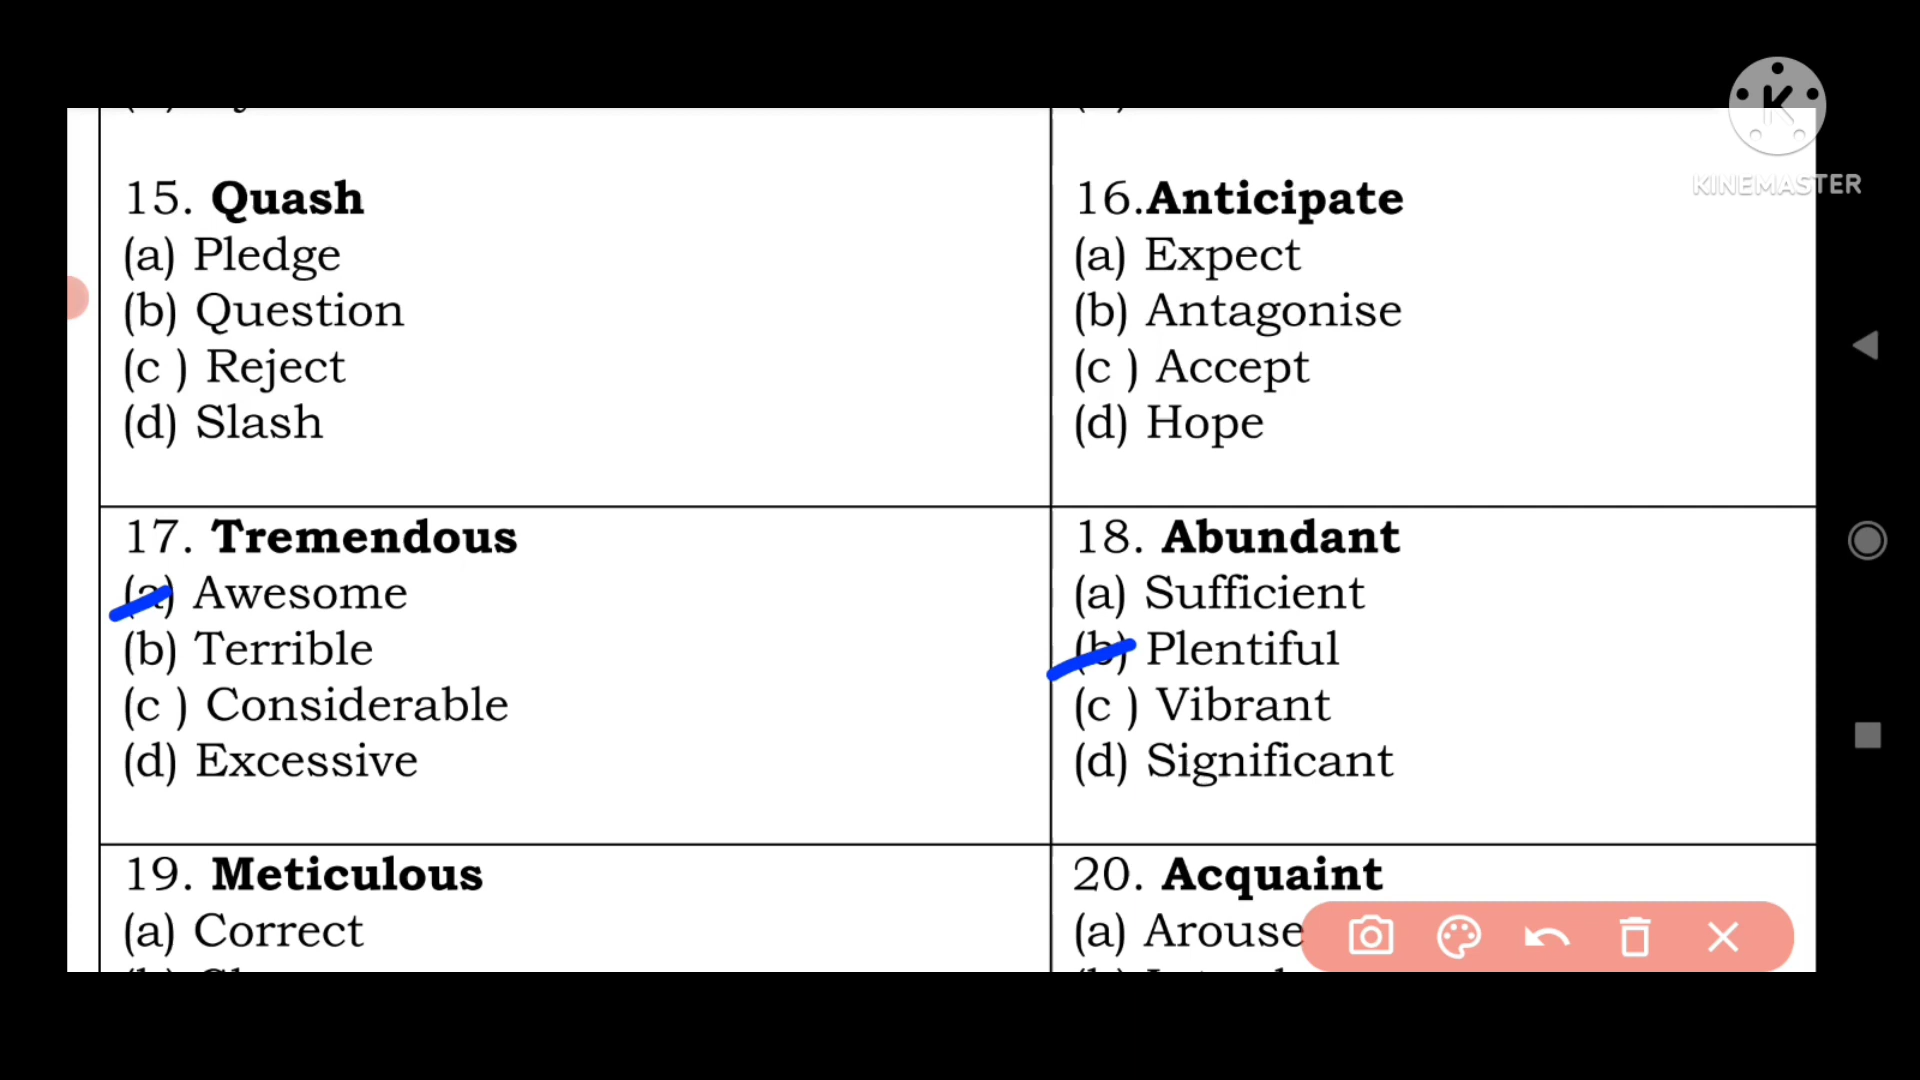 KINEMASTER
15. Quash
(a) Pledge
(b) Question
(c ) Reject
(d) Slash
16.Anticipate
(a) Expect
(b) Antagonise
(c ) Accept
(d) Hope
17. Tremendous
(a) Awesome
(b) Terrible
(c ) Considerable
(d) Excessive
18. Abundant
(a) Sufficient
(b) Plentiful
(c ) Vibrant
(d) Significant
19. Meticulous
(a) Correct
20. Acquaint
(a) Arouse